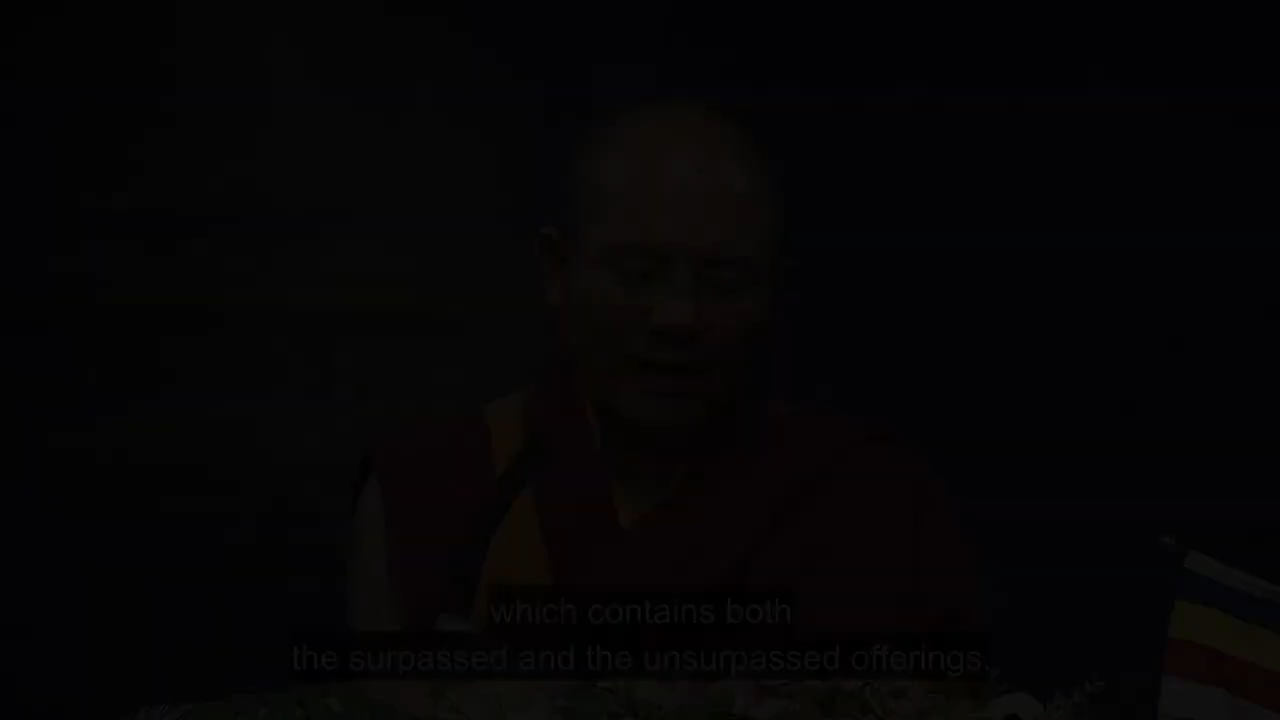 which contains both
the surpassed and the unsurpassed offerings.